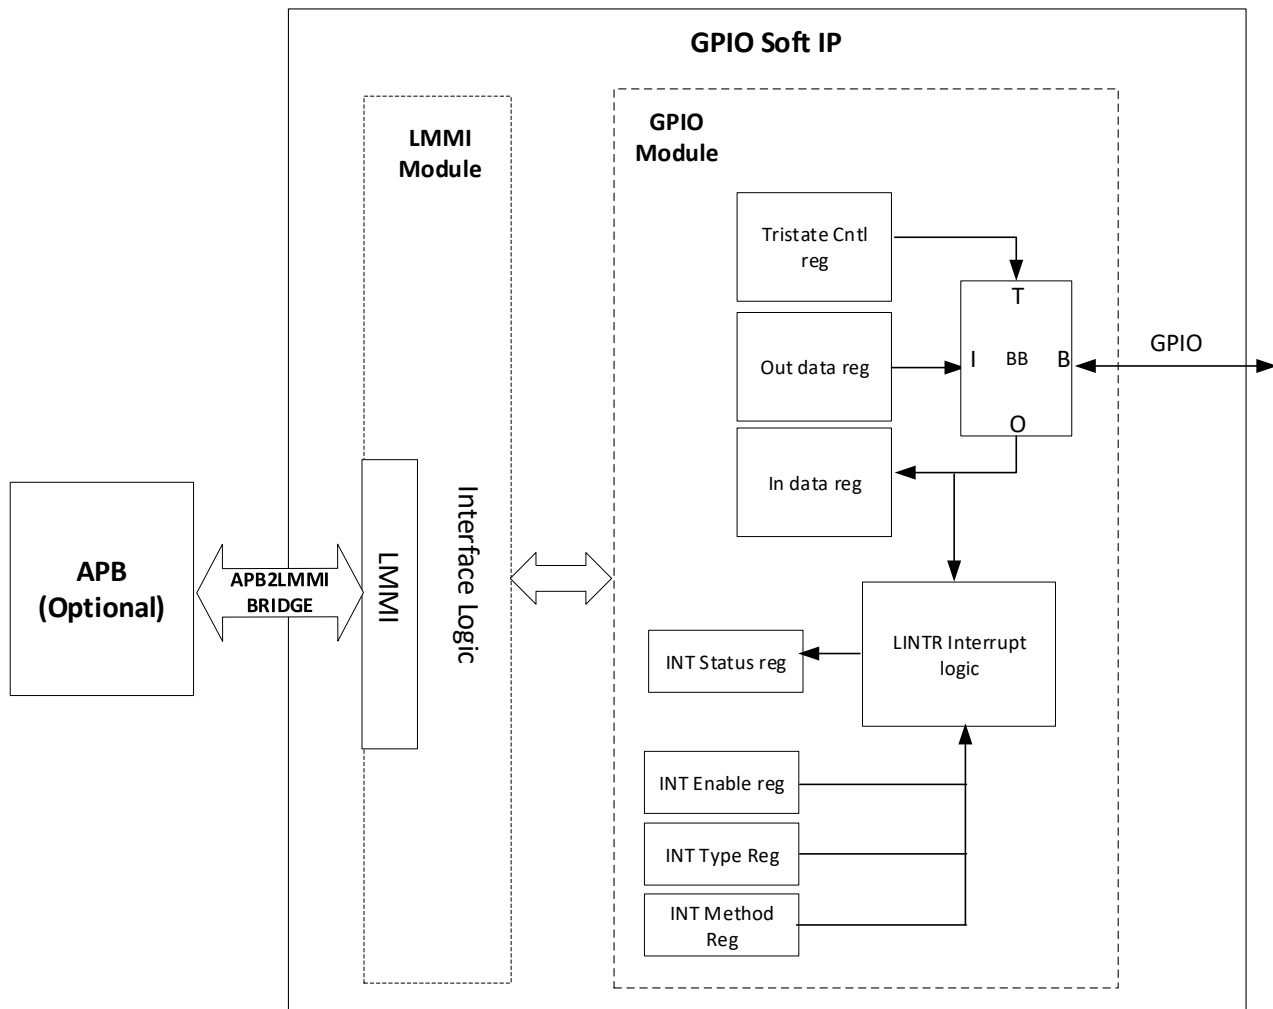 GPIO Soft IP
LMMI
Module
GPIO
Module
Tristate Cntl
reg
T
Out data reg
I
BB
B
GPIO
O
In data reg
APB
(Optional)
APB2LMMI
BRIDGE
LMMI
Interface Logic
LINTR Interrupt
logic
INT Status reg
INT Enable reg
INT Type Reg
INT Method
Reg